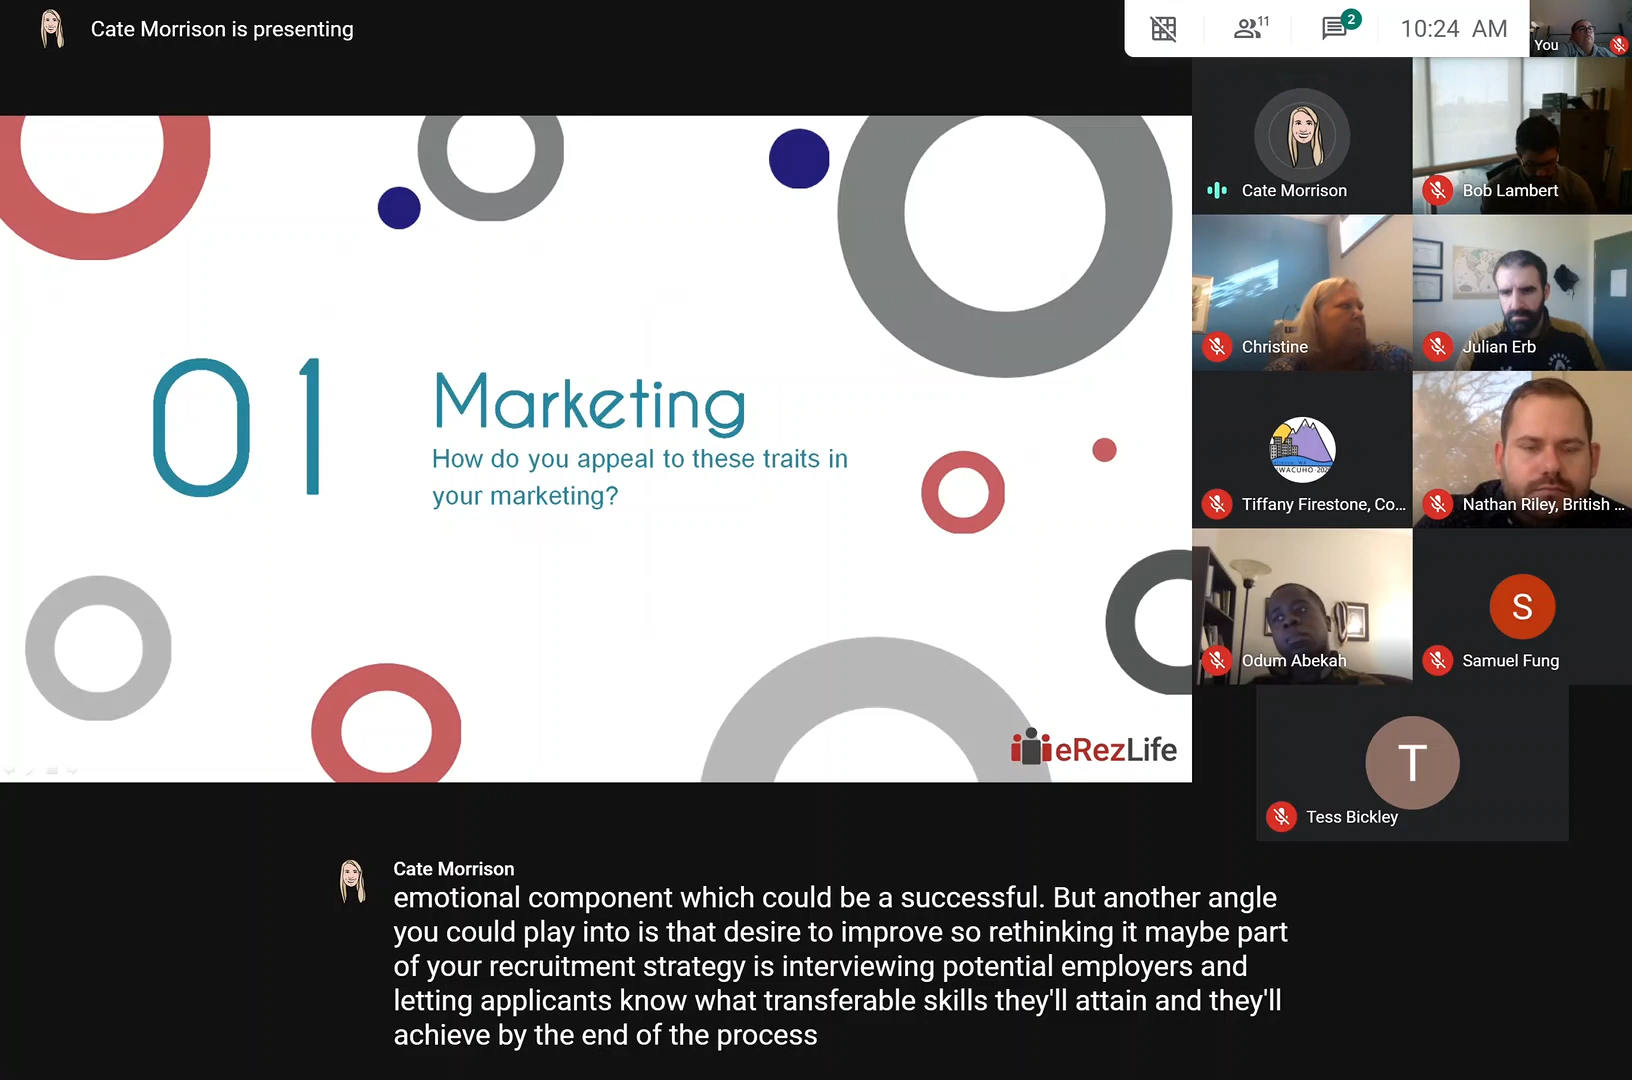 Cate Morrison is presenting
11
2
10:24 AM
You
Cate Morrison
Bob Lambert
Christine
Julian Erb
Tiffany Firestone, Co...
Nathan Riley, British ...
Odum Abekah
S
Samuel Fung
T
Tess Bickley
01
Marketing
How do you appeal to these traits in
your marketing?
eRezLife
Cate Morrison
emotional component which could be a successful. But another angle
you could play into is that desire to improve so rethinking it maybe part
of your recruitment strategy is interviewing potential employers and
letting applicants know what transferable skills they'll attain and they'll
achieve by the end of the process